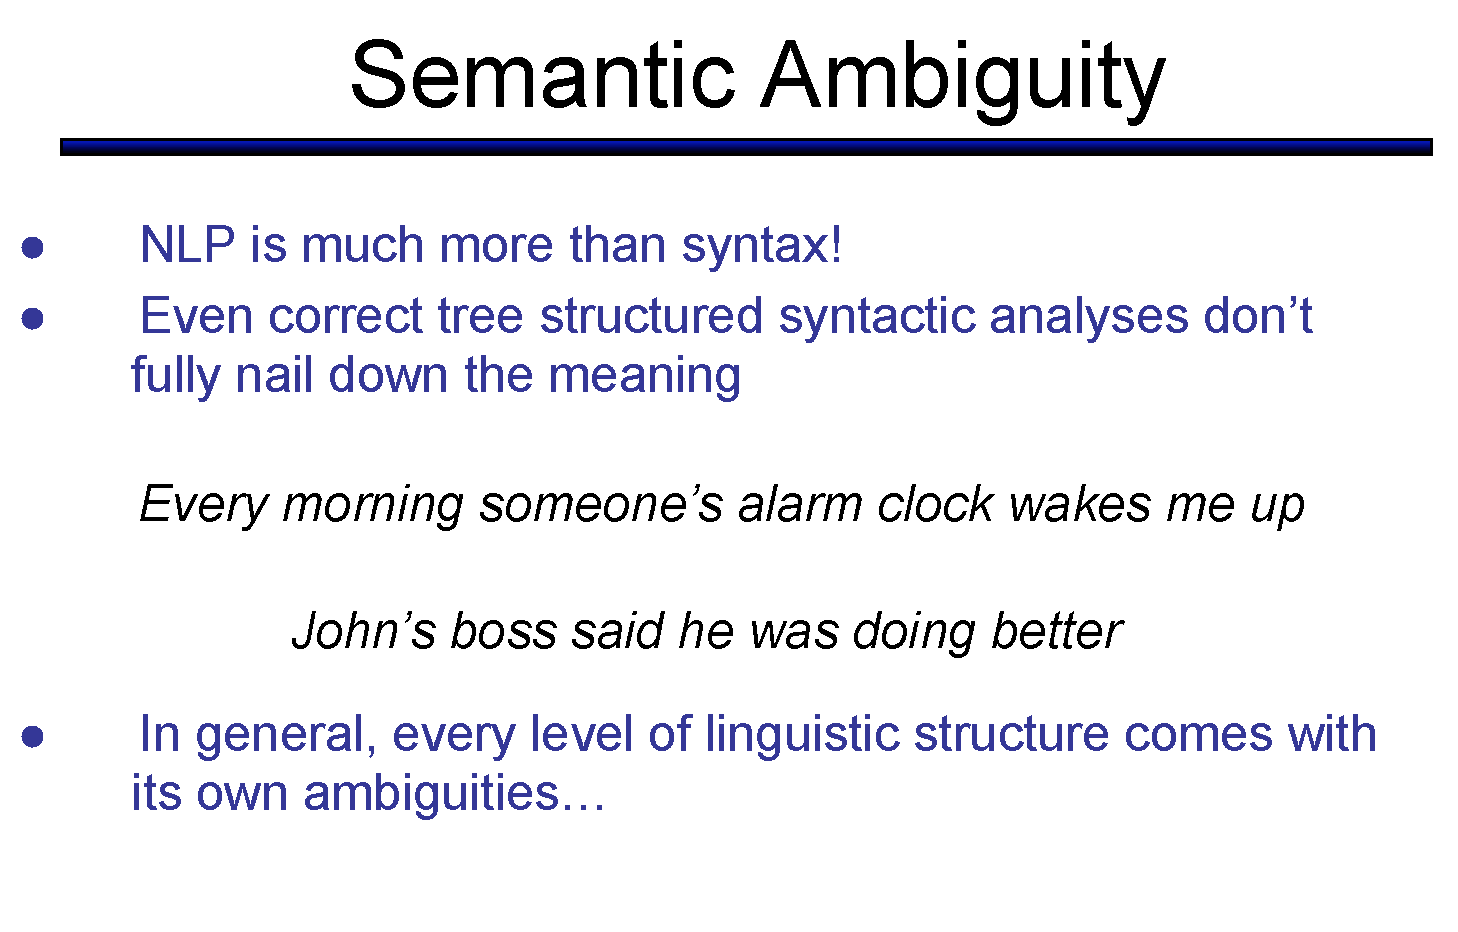 Semantic Ambiguity
● NLP is much more than syntax!
● Even correct tree structured syntactic analyses don’t
fully nail down the meaning
Every morning someone’s alarm clock wakes me up
John’s boss said he was doing better
● In general, every level of linguistic structure comes with
its own ambiguities…